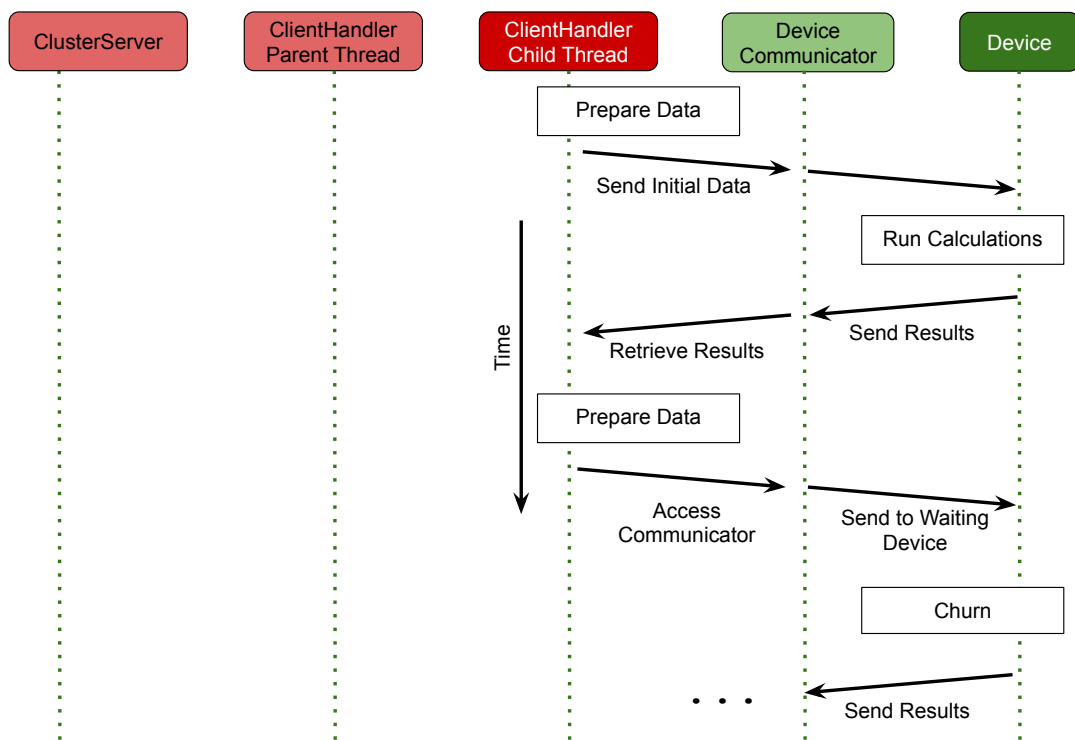 ClusterServer
ClientHandler
Parent Thread
ClientHandler
Child Thread
Device
Communicator
Device
Prepare Data
Send Initial Data
Run Calculations
Time
Send Results
Retrieve Results
Prepare Data
Access
Communicator
Send to Waiting
Device
Churn
. . .
Send Results